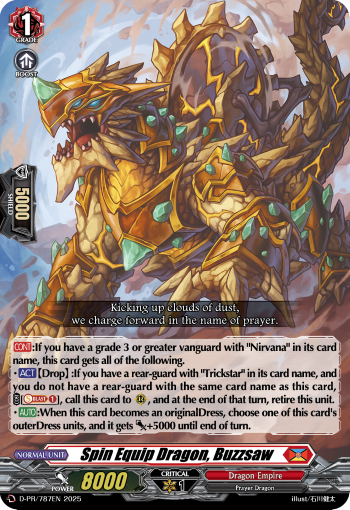 1
GRADE
BOOST
5000
SHIELD
Kicking up clouds of dust,
we charge forward in the name of prayer.
CONT:If you have a grade 3 or greater vanguard with "Nirvana" in its card
name, this card gets all of the following.
・ACT[Drop]:If you have a rear-guard with "Trickstar" in its card name, and
you do not have a rear-guard with the same card name as this card,
[SOUL BLAST 1], call this card to R, and at the end of that turn, retire this unit.
・AUTO:When this card becomes an originalDress, choose one of this card's
outerDress units, and it gets +5000 until end of turn.
NORMAL UNIT
Spin Equip Dragon, Buzzsaw
POWER
8000
CRITICAL
1
Dragon Empire
Prayer Dragon
D-PR/787EN 2025
illust/石川健太